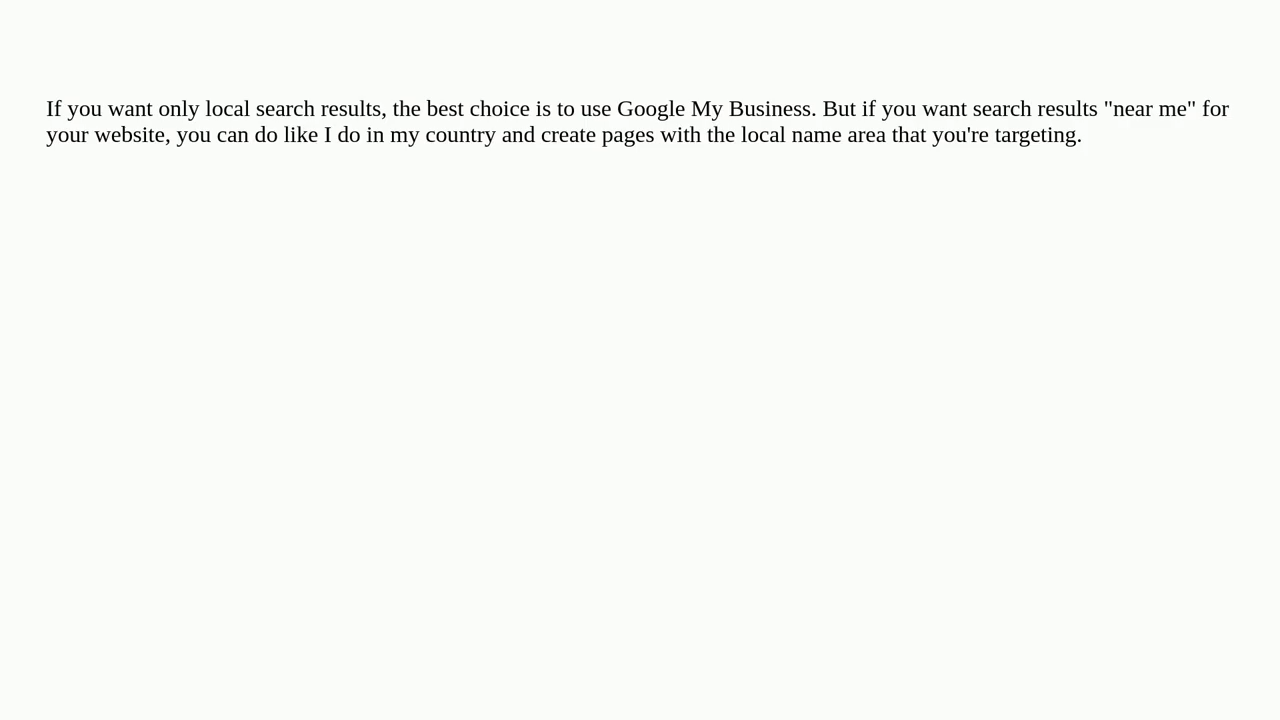 If you want only local search results, the best choice is to use Google My Business. But if you want search results "near me" for
your website, you can do like I do in my country and create pages with the local name area that you're targeting.